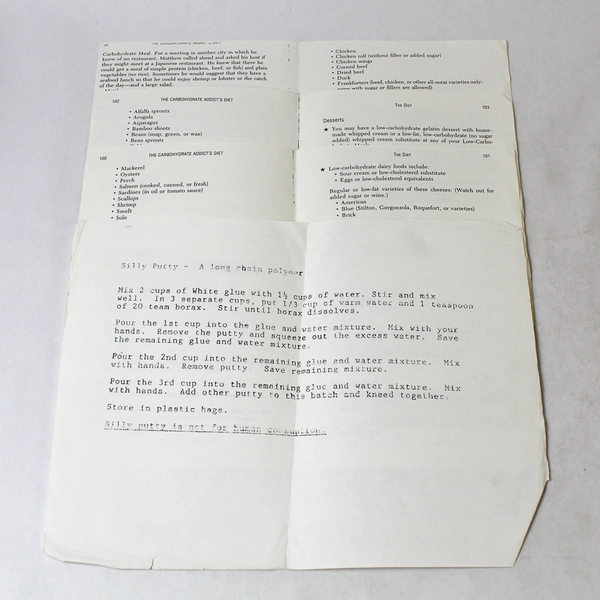 THE CARBOHYDRATE ADDICT'S DIET
Carbohydrate Meal. For a meeting in another city in which he
knew of no restaurant, Matthew called ahead and asked his host if
they might meet at a Japanese restaurant. He knew that there he
could get a meal of simple protein (chicken, beef, or fish) and plain
vegetables (no rice). Sometimes he would suggest that they have a
seafood lunch so that he could enjoy shrimp or lobster or the catch
of the day—and a large salad.
• Chicken
• Chicken roll (without filler or added sugar)
• Chicken wings
• Corned beef
• Dried beef
• Duck
• Frankfurters (beef, chicken, or other all-meat varieties only;
none with sugar or fillers are allowed)
102 THE CARBOHYDRATE ADDICT'S DIET
• Alfalfa sprouts
• Arugula
• Asparagus
• Bamboo shoots
• Beans (snap, green, or wax)
• Bean sprouts
THE DIET 103
Desserts
★ You may have a low-carbohydrate gelatin dessert with home-
made whipped cream or a low-fat, low-carbohydrate (no sugar
added) whipped cream substitute at any of your Low-Carbo-
100 THE CARBOHYDRATE ADDICT'S DIET
• Mackerel
• Oysters
• Perch
• Salmon (cooked, canned, or fresh)
• Sardines (in oil or tomato sauce)
• Scallops
• Shrimp
• Smelt
• Sole
THE DIET 101
★ Low-carbohydrate dairy foods include:
• Sour cream or low-cholesterol substitute
• Eggs or low-cholesterol equivalents
Regular or low-fat varieties of these cheeses: (Watch out for
added sugar or wine.)
• American
• Blue (Stilton, Gorgonzola, Roquefort, or varieties)
• Brick
Silly Putty - A long chain polymer
Mix 2 cups of White glue with 1½ cups of water. Stir and mix
well. In 3 separate cups, put 1/3 cup of varm water and 1 teaspoon
of 20 team borax. Stir until borax dissolves.
Pour the 1st cup into the glue and water mixture. Mix with your
hands. Remove the putty and squeeze out the excess water. Save
the remaining glue and water mixture.
Pour the 2nd cup into the remaining glue and water mixture. Mix
with hands. Remove putty. Save remaining mixture.
Pour the 3rd cup into the remaining glue and water mixture. Mix
with hands. Add other putty to this batch and kneed together.
Store in plastic bags.
Silly putty is not for human consuption.